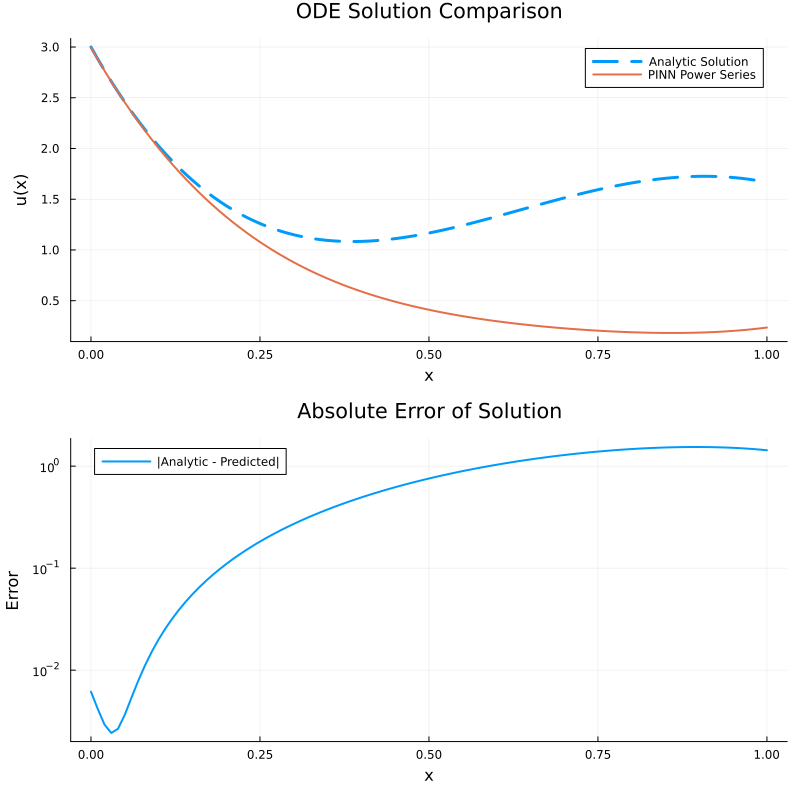 ODE Solution Comparison
Analytic Solution
PINN Power Series
3.0
2.5
2.0
1.5
1.0
0.5
u(x)
0.00 0.25 0.50 0.75 1.00
x
Absolute Error of Solution
|Analytic - Predicted|
10⁰
10⁻¹
10⁻²
Error
0.00 0.25 0.50 0.75 1.00
x